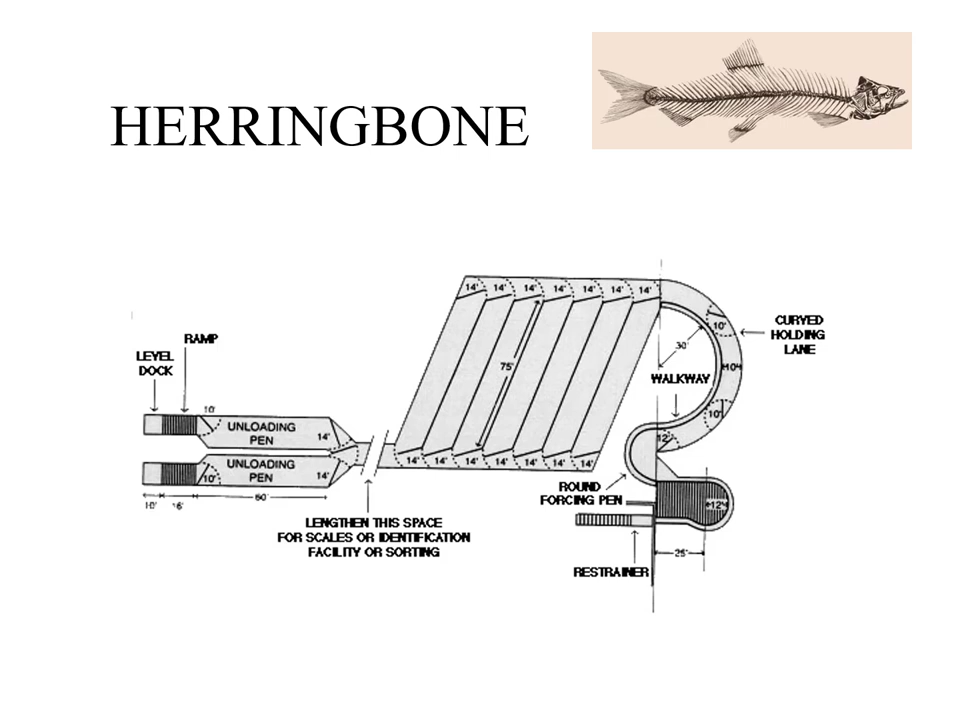 HERRINGBONE
14' 14' 14' 14' 14' 14' 14'
CURVED
HOLDING
LANE
10'
30'
RAMP
LEVEL
DOCK
75'
WALKWAY
10'
10'
UNLOADING
PEN
14'
12'
14' 14' 14' 14' 14' 14' 14'
UNLOADING
PEN
10'
14'
ROUND
FORCING PEN
10' 16' 60'
12'
LENGTHEN THIS SPACE
FOR SCALES OR IDENTIFICATION
FACILITY OR SORTING
25'
RESTRAINER